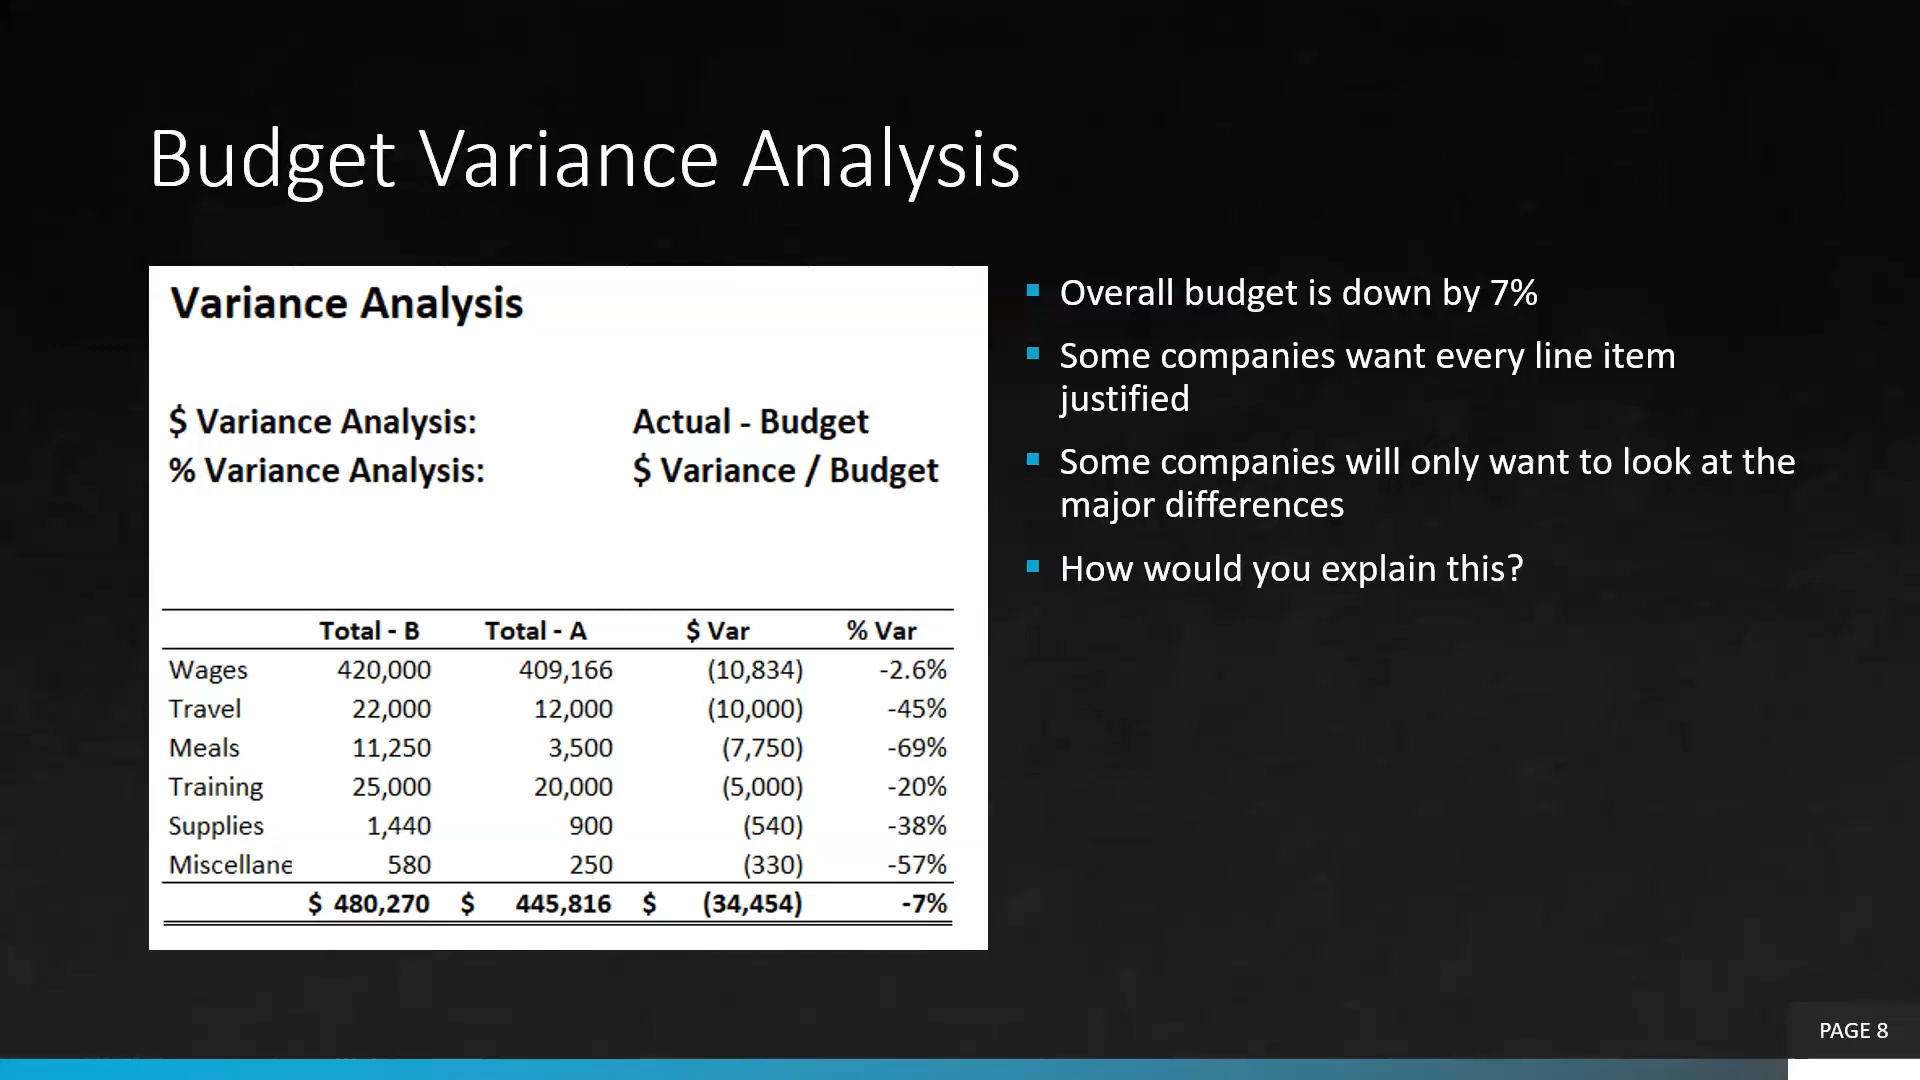 Budget Variance Analysis
Variance Analysis
$ Variance Analysis: Actual - Budget
% Variance Analysis: $ Variance / Budget
Total - B Total - A $ Var % Var
Wages 420,000 409,166 (10,834) -2.6%
Travel 22,000 12,000 (10,000) -45%
Meals 11,250 3,500 (7,750) -69%
Training 25,000 20,000 (5,000) -20%
Supplies 1,440 900 (540) -38%
Miscellane 580 250 (330) -57%
$ 480,270 $ 445,816 $ (34,454) -7%
▪ Overall budget is down by 7%
▪ Some companies want every line item
justified
▪ Some companies will only want to look at the
major differences
▪ How would you explain this?
PAGE 8